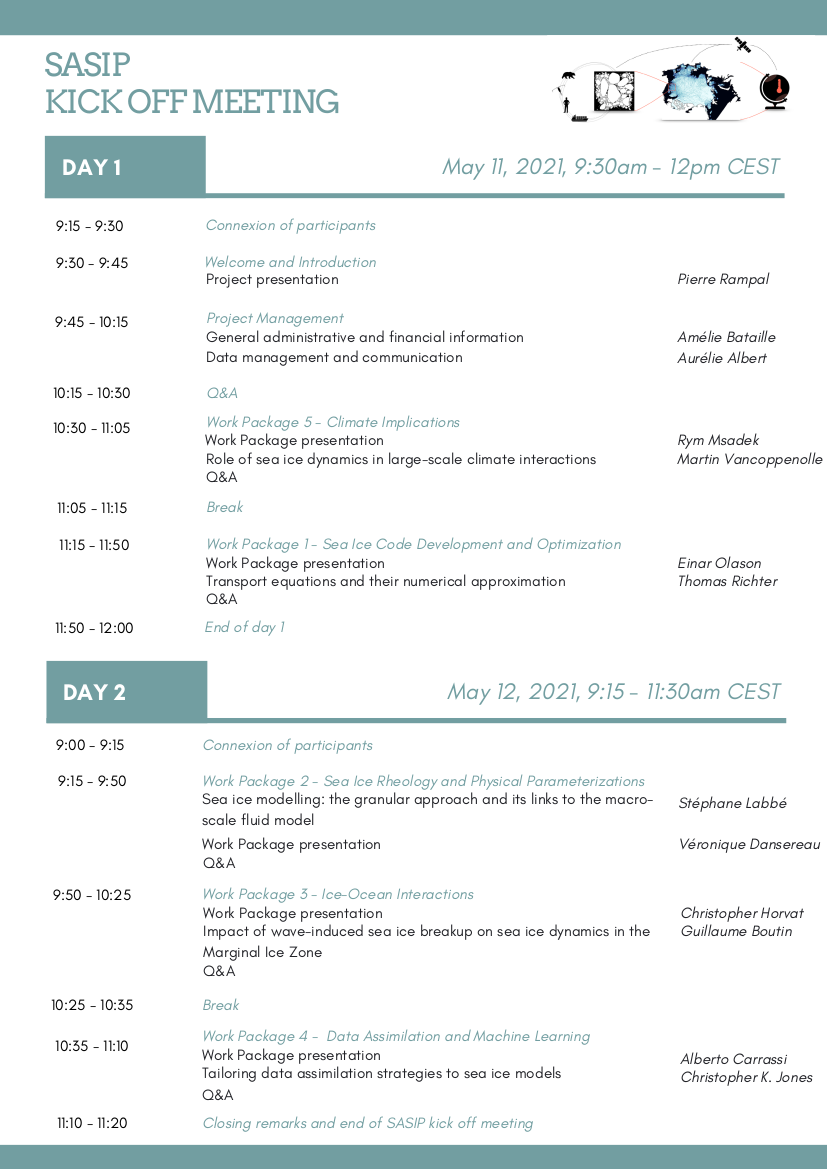 SASIP
KICK OFF MEETING
DAY 1
May 11, 2021, 9:30am - 12pm CEST
9:15 - 9:30 Connexion of participants
9:30 - 9:45 Welcome and Introduction
Project presentation Pierre Rampal
9:45 - 10:15 Project Management
General administrative and financial information Amélie Bataille
Data management and communication Aurélie Albert
10:15 - 10:30 Q&A
10:30 - 11:05 Work Package 5 - Climate Implications
Work Package presentation Rym Msadek
Role of sea ice dynamics in large-scale climate interactions Martin Vancoppenolle
Q&A
11:05 - 11:15 Break
11:15 - 11:50 Work Package 1 - Sea Ice Code Development and Optimization
Work Package presentation Einar Olason
Transport equations and their numerical approximation Thomas Richter
Q&A
11:50 - 12:00 End of day 1
DAY 2
May 12, 2021, 9:15 - 11:30am CEST
9:00 - 9:15 Connexion of participants
9:15 - 9:50 Work Package 2 - Sea Ice Rheology and Physical Parameterizations
Sea ice modelling: the granular approach and its links to the macro- Stéphane Labbé
scale fluid model
Work Package presentation Véronique Dansereau
Q&A
9:50 - 10:25 Work Package 3 - Ice-Ocean Interactions
Work Package presentation Christopher Horvat
Impact of wave-induced sea ice breakup on sea ice dynamics in the Guillaume Boutin
Marginal Ice Zone
Q&A
10:25 - 10:35 Break
10:35 - 11:10 Work Package 4 - Data Assimilation and Machine Learning
Work Package presentation Alberto Carrassi
Tailoring data assimilation strategies to sea ice models Christopher K. Jones
Q&A
11:10 - 11:20 Closing remarks and end of SASIP kick off meeting